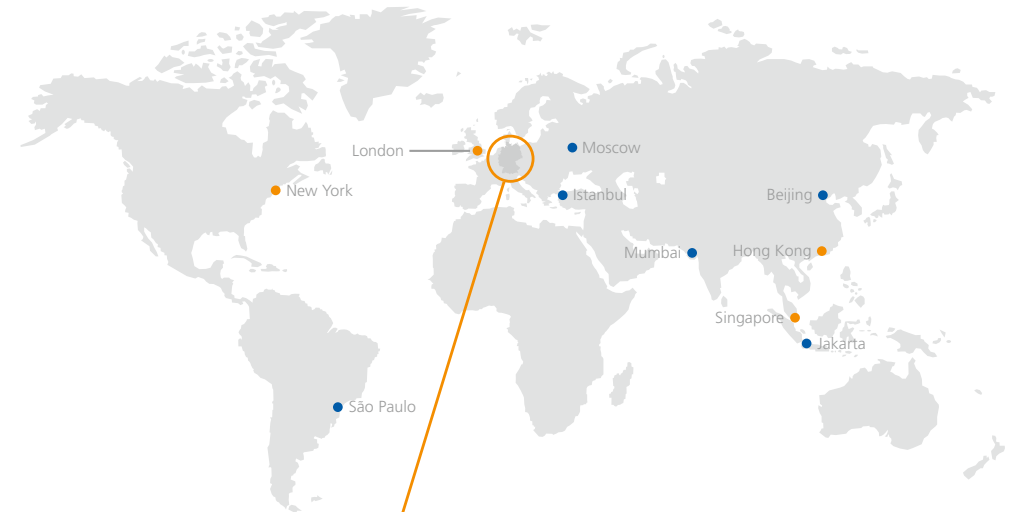 London
Moscow
New York
Istanbul
Beijing
Mumbai
Hong Kong
Singapore
Jakarta
São Paulo